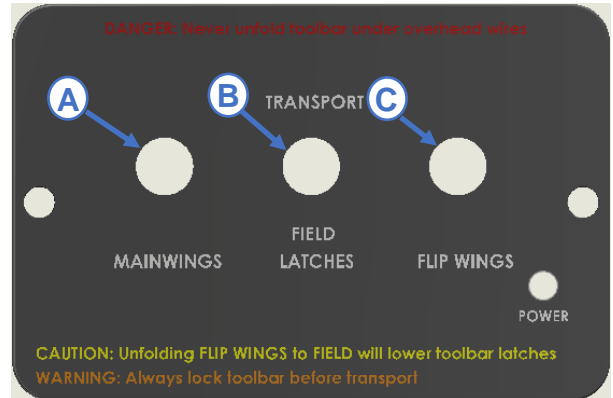 DANGER: Never unfold toolbar under overhead wires
A
B
TRANSPORT
C
FIELD
MAINWINGS
LATCHES
FLIP WINGS
POWER
CAUTION: Unfolding FLIP WINGS to FIELD will lower toolbar latches
WARNING: Always lock toolbar before transport